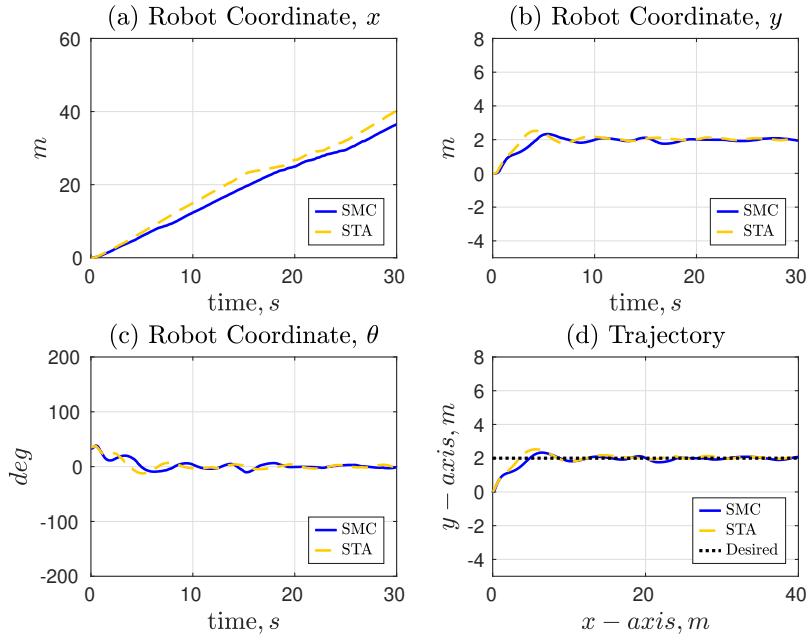 (a) Robot Coordinate, x
60
40
20
0
m
0 10 20 30
time, s
SMC
STA
(b) Robot Coordinate, y
8
6
4
2
0
-2
-4
m
0 10 20 30
time, s
SMC
STA
(c) Robot Coordinate, θ
200
100
0
-100
-200
deg
0 10 20 30
time, s
SMC
STA
(d) Trajectory
8
6
4
2
0
-2
-4
y − axis, m
0 20 40
x − axis, m
SMC
STA
Desired